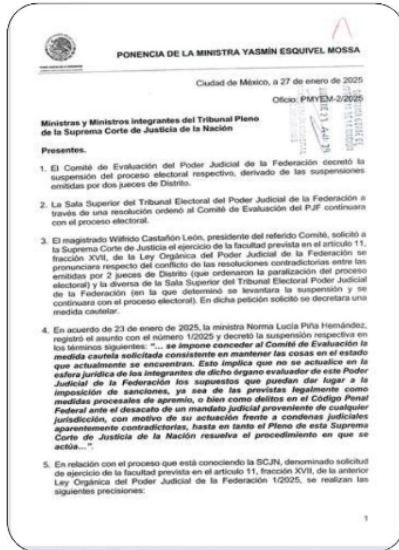 PONENCIA DE LA MINISTRA YASMÍN ESQUIVEL MOSSA
Ciudad de México, a 27 de enero de 2025
Oficio: PMYEM-2/2025
Ministras y Ministros integrantes del Tribunal Pleno
de la Suprema Corte de Justicia de la Nación
Presentes.
1. El Comité de Evaluación del Poder Judicial de la Federación decretó la
suspensión del proceso electoral respectivo, derivado de las suspensiones
emitidas por dos jueces de Distrito.
2. La Sala Superior del Tribunal Electoral del Poder Judicial de la Federación a
través de una resolución ordenó al Comité de Evaluación del PJF continuara
con el proceso electoral.
3. El magistrado Wilfrido Castañón León, presidente del referido Comité, solicitó a
la Suprema Corte de Justicia el ejercicio de la facultad prevista en el artículo 11,
fracción XVII, de la Ley Orgánica del Poder Judicial de la Federación se
pronunciara respecto del conflicto de las resoluciones contradictorias entre las
emitidas por 2 jueces de Distrito (que ordenaron la paralización del proceso
electoral) y la diversa de la Sala Superior del Tribunal Electoral Poder Judicial
de la Federación (en la que determinó se levantara la suspensión y se
continuara con el proceso electoral). En dicha petición solicitó se decretara una
medida cautelar.
4. En acuerdo de 23 de enero de 2025, la ministra Norma Lucía Piña Hernández,
registró el asunto con el número 1/2025 y decretó la suspensión respectiva en
los términos siguientes: "... se impone conceder al Comité de Evaluación la
medida cautela solicitada consistente en mantener las cosas en el estado
que actualmente se encuentran. Esto implica que no se actualice en la
esfera jurídica de los integrantes de dicho órgano evaluador de este Poder
Judicial de la Federación los supuestos que puedan dar lugar a la
imposición de sanciones, ya sea de las previstas legalmente como
medidas procesales de apremio, o bien como delitos en el Código Penal
Federal ante el desacato de un mandato judicial proveniente de cualquier
jurisdicción, con motivo de su actuación frente a condenas judiciales
aparentemente contradictorias, hasta en tanto el Pleno de esta Suprema
Corte de Justicia de la Nación resuelva el procedimiento en que se
actúa...".
5. En relación con el proceso que está conociendo la SCJN, denominado solicitud
de ejercicio de la facultad prevista en el artículo 11, fracción XVII, de la anterior
Ley Orgánica del Poder Judicial de la Federación 1/2025, se realizan las
siguientes precisiones:
1